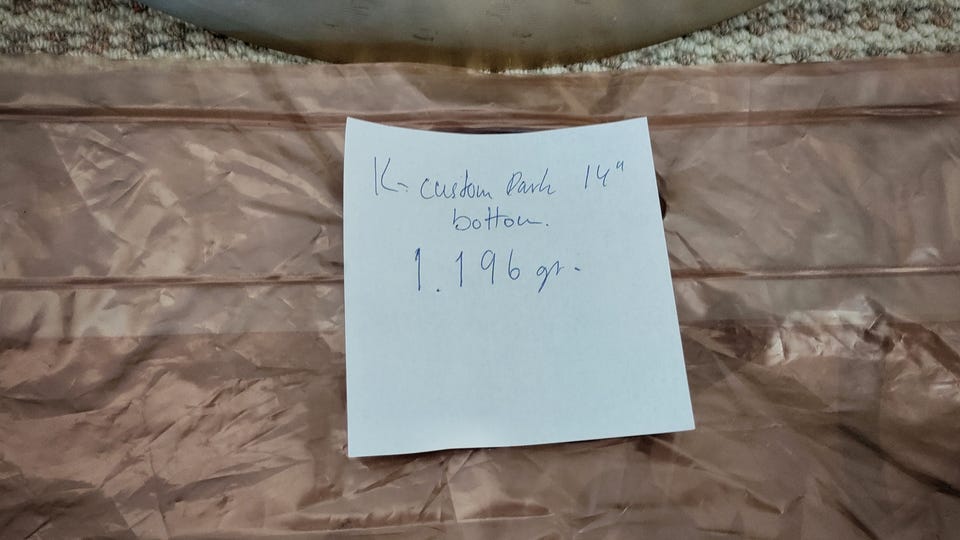 K-custom Dark 14"
bottom.
1.196 gr.